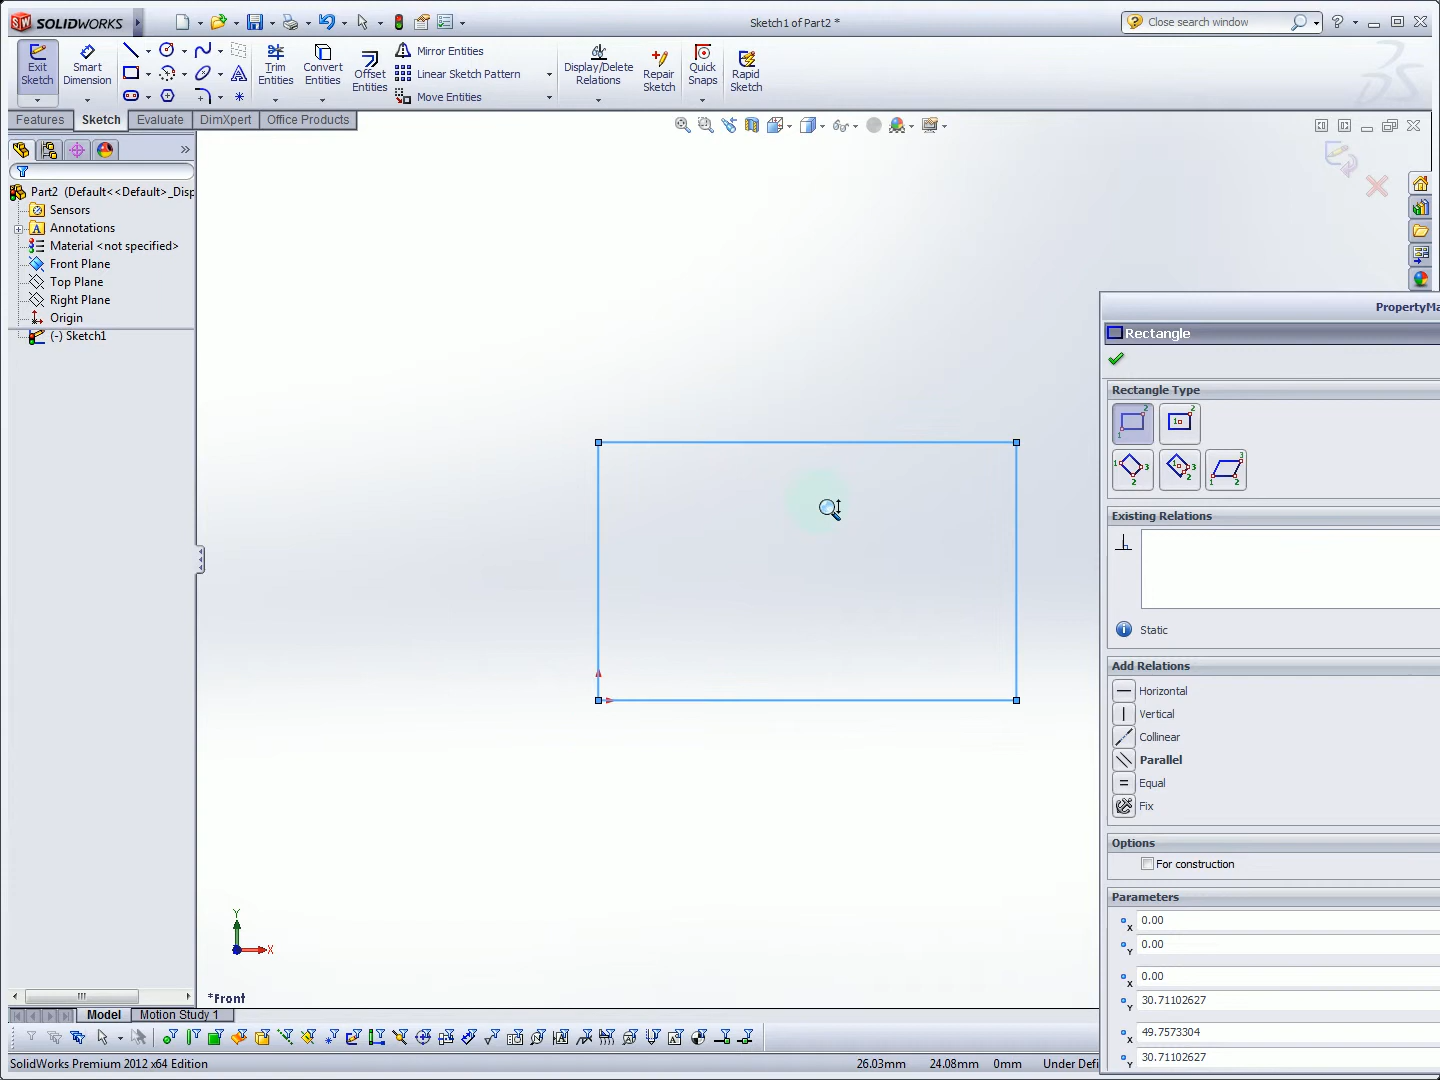 SOLIDWORKS
Sketch1 of Part2 *
Close search window
Exit Sketch
Smart Dimension
Trim Entities
Convert Entities
Offset Entities
Mirror Entities
Linear Sketch Pattern
Move Entities
Display/Delete Relations
Repair Sketch
Quick Snaps
Rapid Sketch
Features
Sketch
Evaluate
DimXpert
Office Products
Part2 (Default<<Default>_Disp
Sensors
Annotations
Material <not specified>
Front Plane
Top Plane
Right Plane
Origin
(-) Sketch1
PropertyMa
Rectangle
Rectangle Type
Existing Relations
Static
Add Relations
Horizontal
Vertical
Collinear
Parallel
Equal
Fix
Options
For construction
Parameters
0.00
0.00
0.00
30.71102627
49.7573304
30.71102627
Y
X
*Front
Model
Motion Study 1
SolidWorks Premium 2012 x64 Edition
26.03mm
24.08mm
0mm
Under Defi